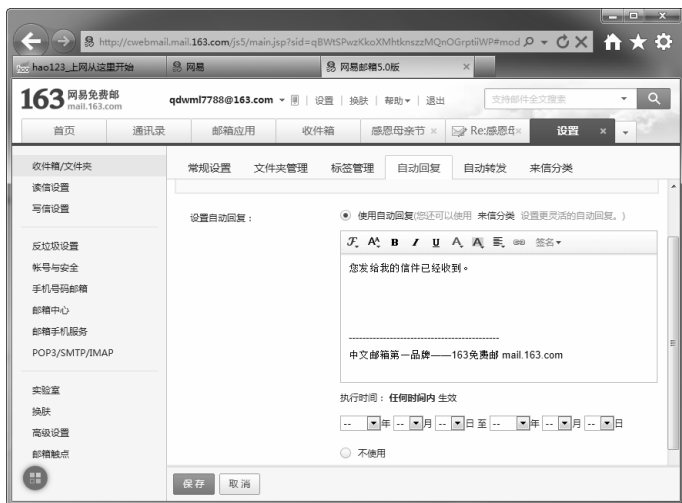 http://cwebmail.mail.163.com/js5/main.jsp?sid=qBWtSPwzKkoXMhtknszzMQnOGrptiiWP#mod
hao123_上网从这里开始 网易 网易邮箱5.0版 ×
163 网易免费邮 mail.163.com qdwml7788@163.com 设置 | 换肤 | 帮助 | 退出 支持邮件全文搜索
首页 通讯录 邮箱应用 收件箱 感恩母亲节 × Re:感恩母× 设置 ×
收件箱/文件夹 常规设置 文件夹管理 标签管理 自动回复 自动转发 来信分类
读信设置
写信设置 设置自动回复： 使用自动回复(您还可以使用 来信分类 设置更灵活的自动回复。)
反垃圾设置 B I U A A 签名
帐号与安全 您发给我的信件已经收到。
手机号码邮箱
邮箱中心
邮箱手机服务 ------------------------------------------
POP3/SMTP/IMAP 中文邮箱第一品牌——163免费邮 mail.163.com
实验室 执行时间：任何时间内 生效
换肤 -- 年 -- 月 -- 日 至 -- 年 -- 月 -- 日
高级设置
邮箱触点 不使用
保存 取消